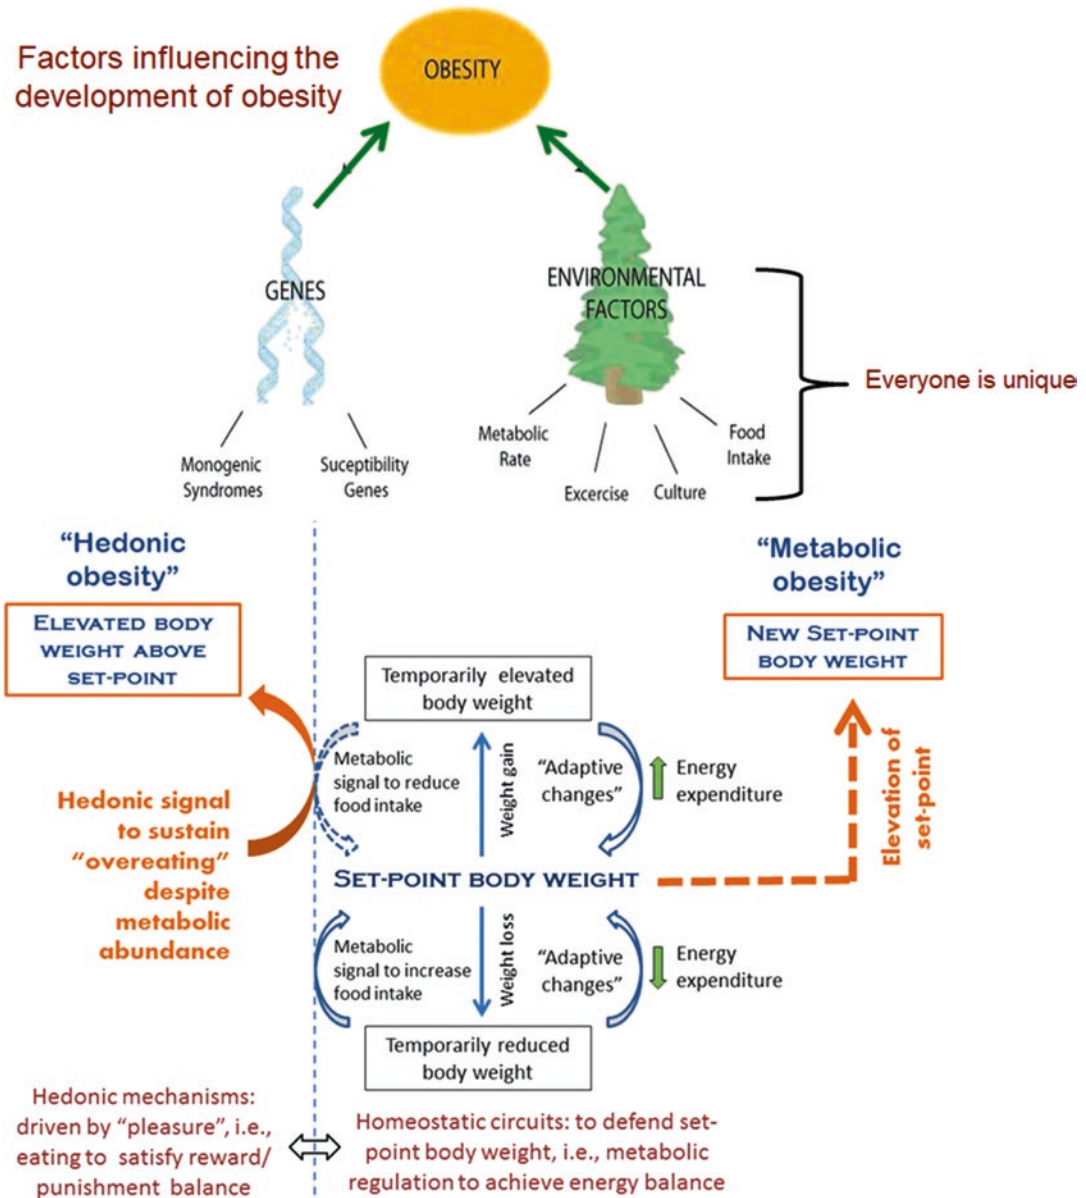 Factors influencing the
development of obesity
OBESITY
GENES
ENVIRONMENTAL
FACTORS
Everyone is unique
Monogenic
Syndromes
Suceptibility
Genes
Metabolic
Rate
Excercise
Culture
Food
Intake
“Hedonic
obesity”
ELEVATED BODY
WEIGHT ABOVE
SET-POINT
“Metabolic
obesity”
NEW SET-POINT
BODY WEIGHT
Temporarily elevated
body weight
Metabolic
signal to reduce
food intake
Weight gain
“Adaptive
changes”
Energy
expenditure
Elevation of
set-point
Hedonic signal
to sustain
“overeating”
despite
metabolic
abundance
SET-POINT BODY WEIGHT
Metabolic
signal to increase
food intake
Weight loss
“Adaptive
changes”
Energy
expenditure
Temporarily reduced
body weight
Hedonic mechanisms:
driven by “pleasure”, i.e.,
eating to satisfy reward/
punishment balance
Homeostatic circuits: to defend set-
point body weight, i.e., metabolic
regulation to achieve energy balance